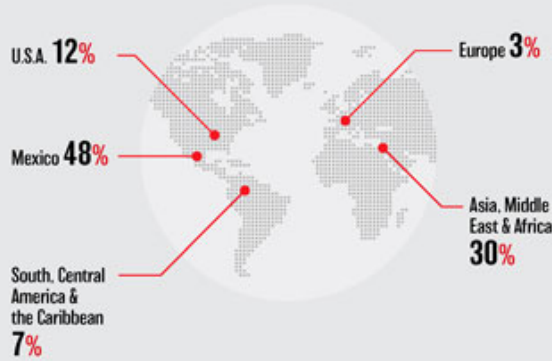 U.S.A. 12%
Europe 3%
Mexico 48%
Asia, Middle
East & Africa
30%
South, Central
America &
the Caribbean
7%